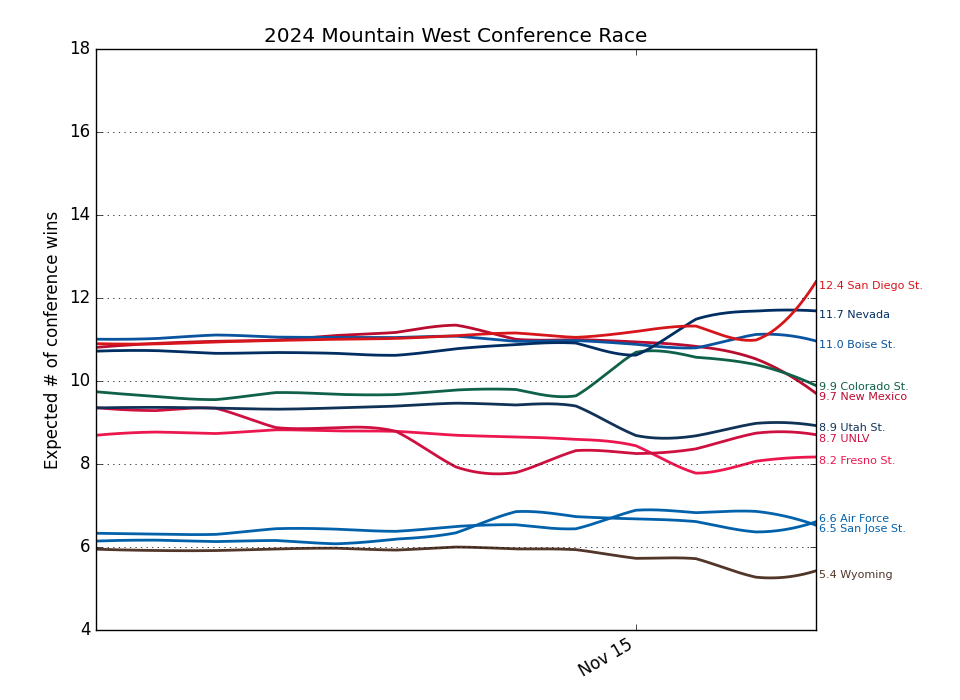 2024 Mountain West Conference Race
Expected # of conference wins
18
16
14
12
10
8
6
4
Nov 15
12.4 San Diego St.
11.7 Nevada
11.0 Boise St.
9.9 Colorado St.
9.7 New Mexico
8.9 Utah St.
8.7 UNLV
8.2 Fresno St.
6.6 Air Force
6.5 San Jose St.
5.4 Wyoming